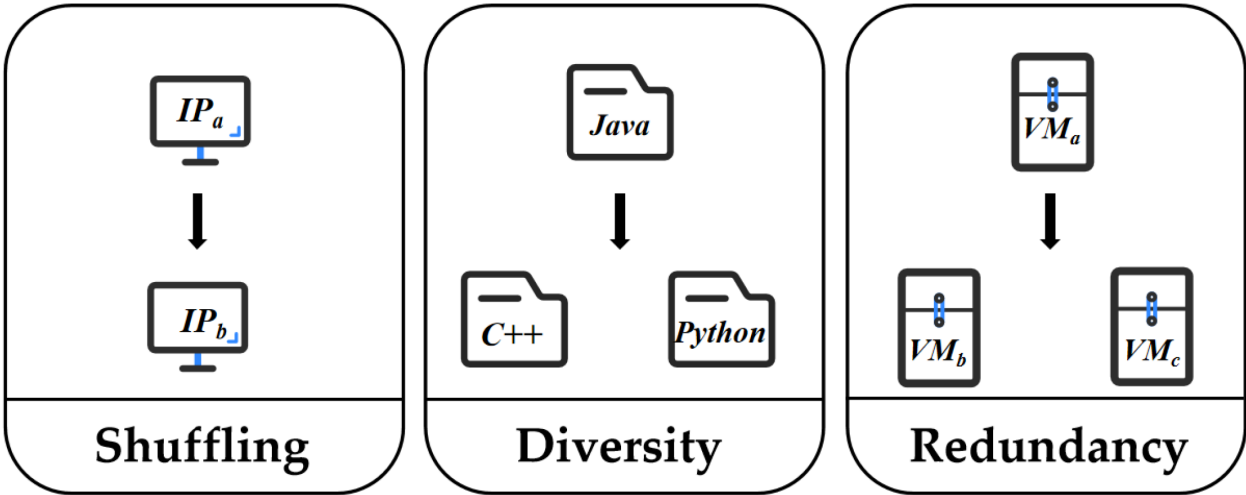 IPa
IPb
Shuffling
Java
C++
Python
Diversity
VMa
VMb
VMc
Redundancy